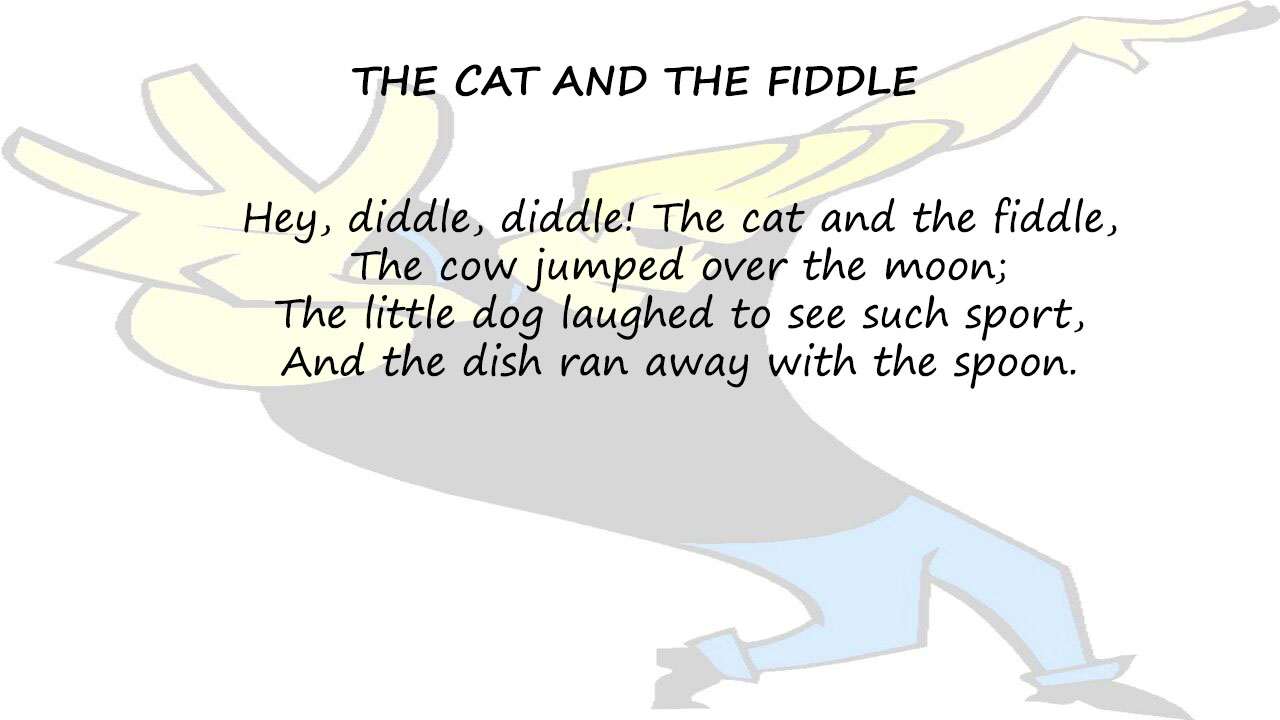 THE CAT AND THE FIDDLE
Hey, diddle, diddle! The cat and the fiddle,
The cow jumped over the moon;
The little dog laughed to see such sport,
And the dish ran away with the spoon.